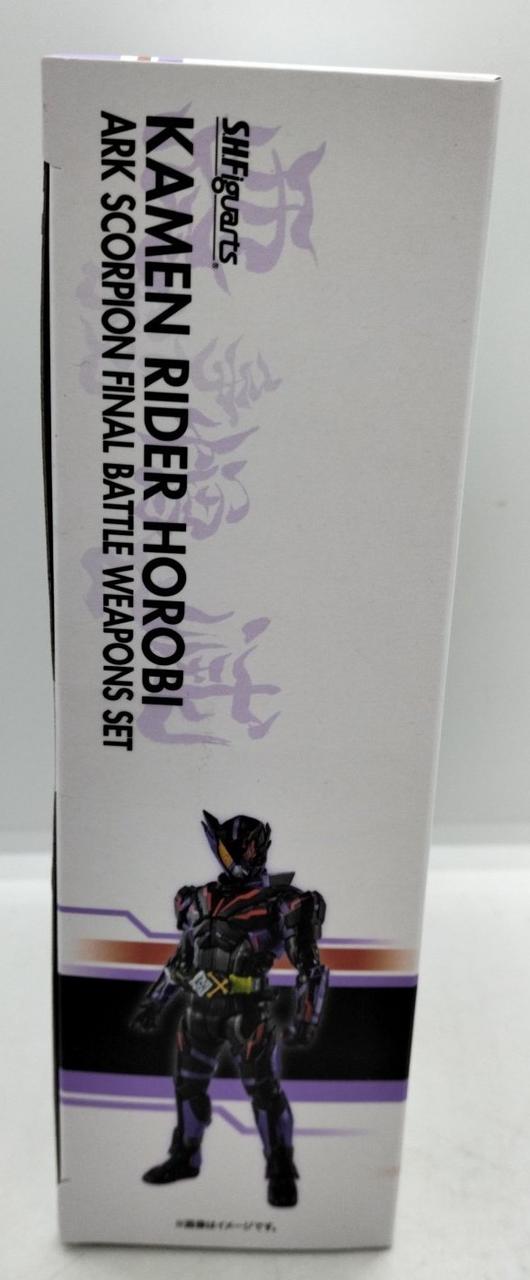 S.H.Figuarts®
KAMEN RIDER HOROBI
ARK SCORPION FINAL BATTLE WEAPONS SET
※画像はイメージです。